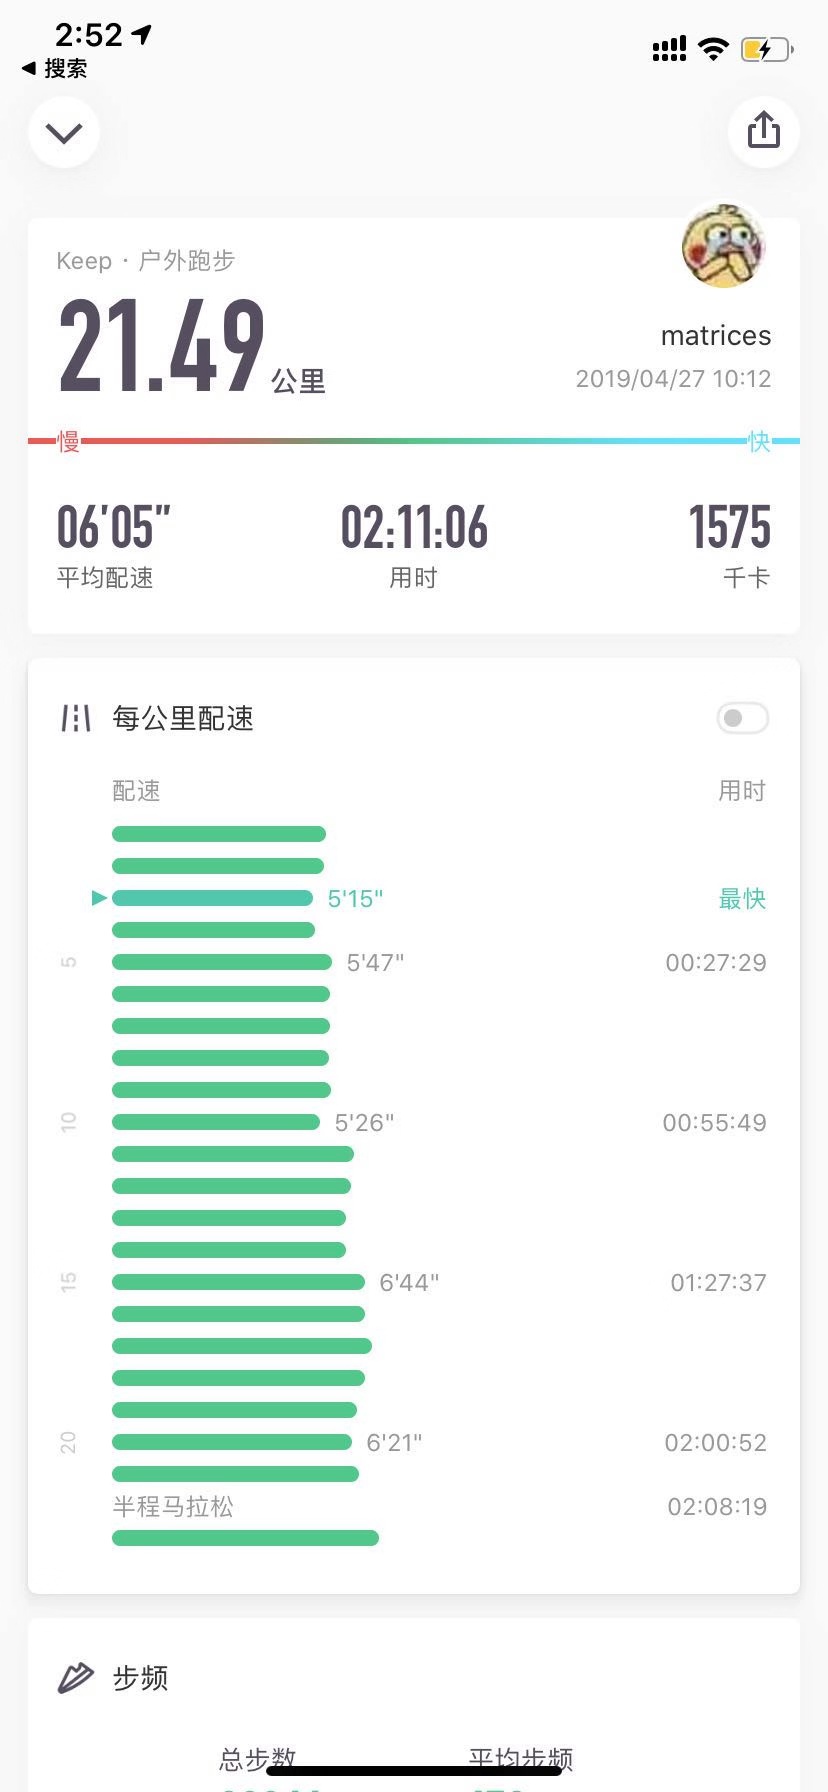 2:52
◀ 搜索
Keep · 户外跑步
21.49公里
matrices
2019/04/27 10:12
慢 快
06'05" 02:11:06 1575
平均配速 用时 千卡
每公里配速
配速 用时
5'15" 最快
5 5'47" 00:27:29
10 5'26" 00:55:49
15 6'44" 01:27:37
20 6'21" 02:00:52
半程马拉松 02:08:19
步频
总步数 平均步频